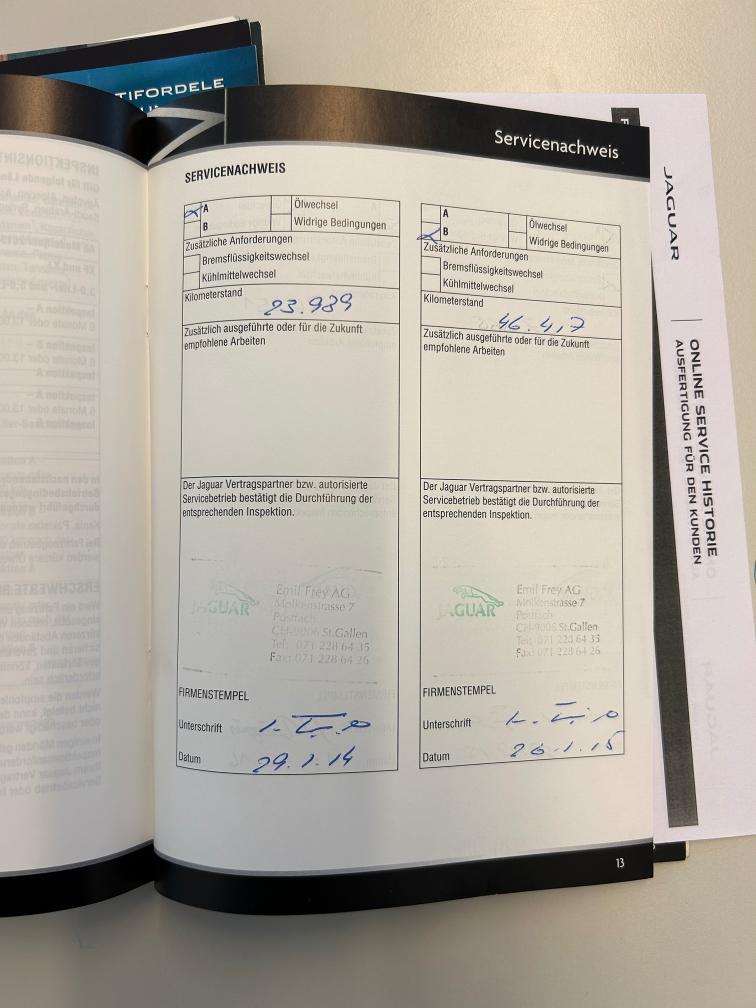 TIFORDELE
Servicenachweis
SERVICENACHWEIS
A
B
Ölwechsel
Widrige Bedingungen
Zusätzliche Anforderungen
Bremsflüssigkeitswechsel
Kühlmittelwechsel
Kilometerstand
23.989
Zusätzlich ausgeführte oder für die Zukunft
empfohlene Arbeiten
Der Jaguar Vertragspartner bzw. autorisierte
Servicebetrieb bestätigt die Durchführung der
entsprechenden Inspektion.
JAGUAR
Emil Frey AG
Molkenstrasse 7
Postfach
CH-9006 St.Gallen
Tel: 071 228 64 35
Fax: 071 228 64 26
FIRMENSTEMPEL
Unterschrift
Datum
29.1.14
A
B
Ölwechsel
Widrige Bedingungen
Zusätzliche Anforderungen
Bremsflüssigkeitswechsel
Kühlmittelwechsel
Kilometerstand
46.417
Zusätzlich ausgeführte oder für die Zukunft
empfohlene Arbeiten
Der Jaguar Vertragspartner bzw. autorisierte
Servicebetrieb bestätigt die Durchführung der
entsprechenden Inspektion.
JAGUAR
Emil Frey AG
Molkenstrasse 7
Postfach
CH-9006 St.Gallen
Tel: 071 228 64 35
Fax: 071 228 64 26
FIRMENSTEMPEL
Unterschrift
Datum
26.1.15
13
JAGUAR
ONLINE SERVICE HISTORIE
AUSFERTIGUNG FÜR DEN KUNDEN